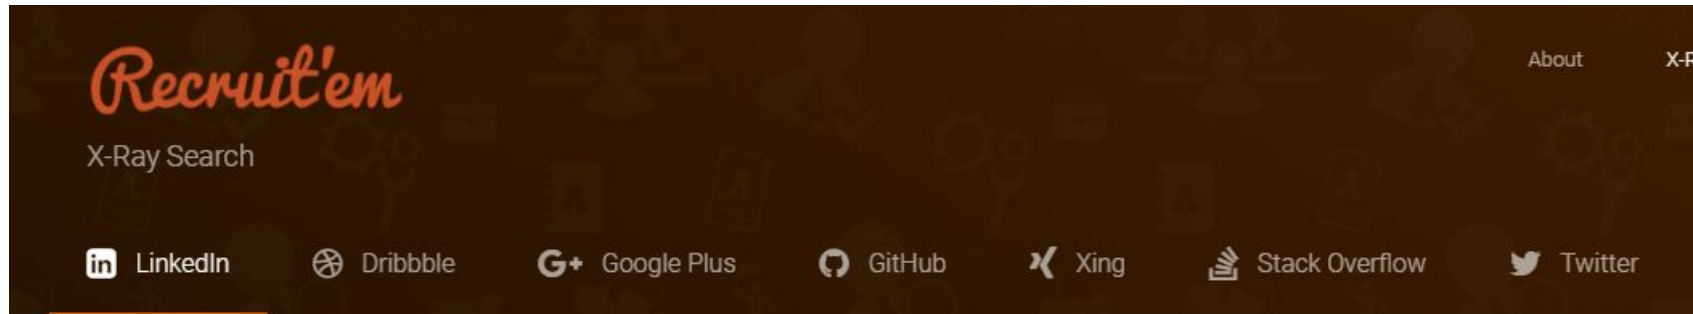 Recruit'em
About X-R
X-Ray Search
LinkedIn Dribbble Google Plus GitHub Xing Stack Overflow Twitter